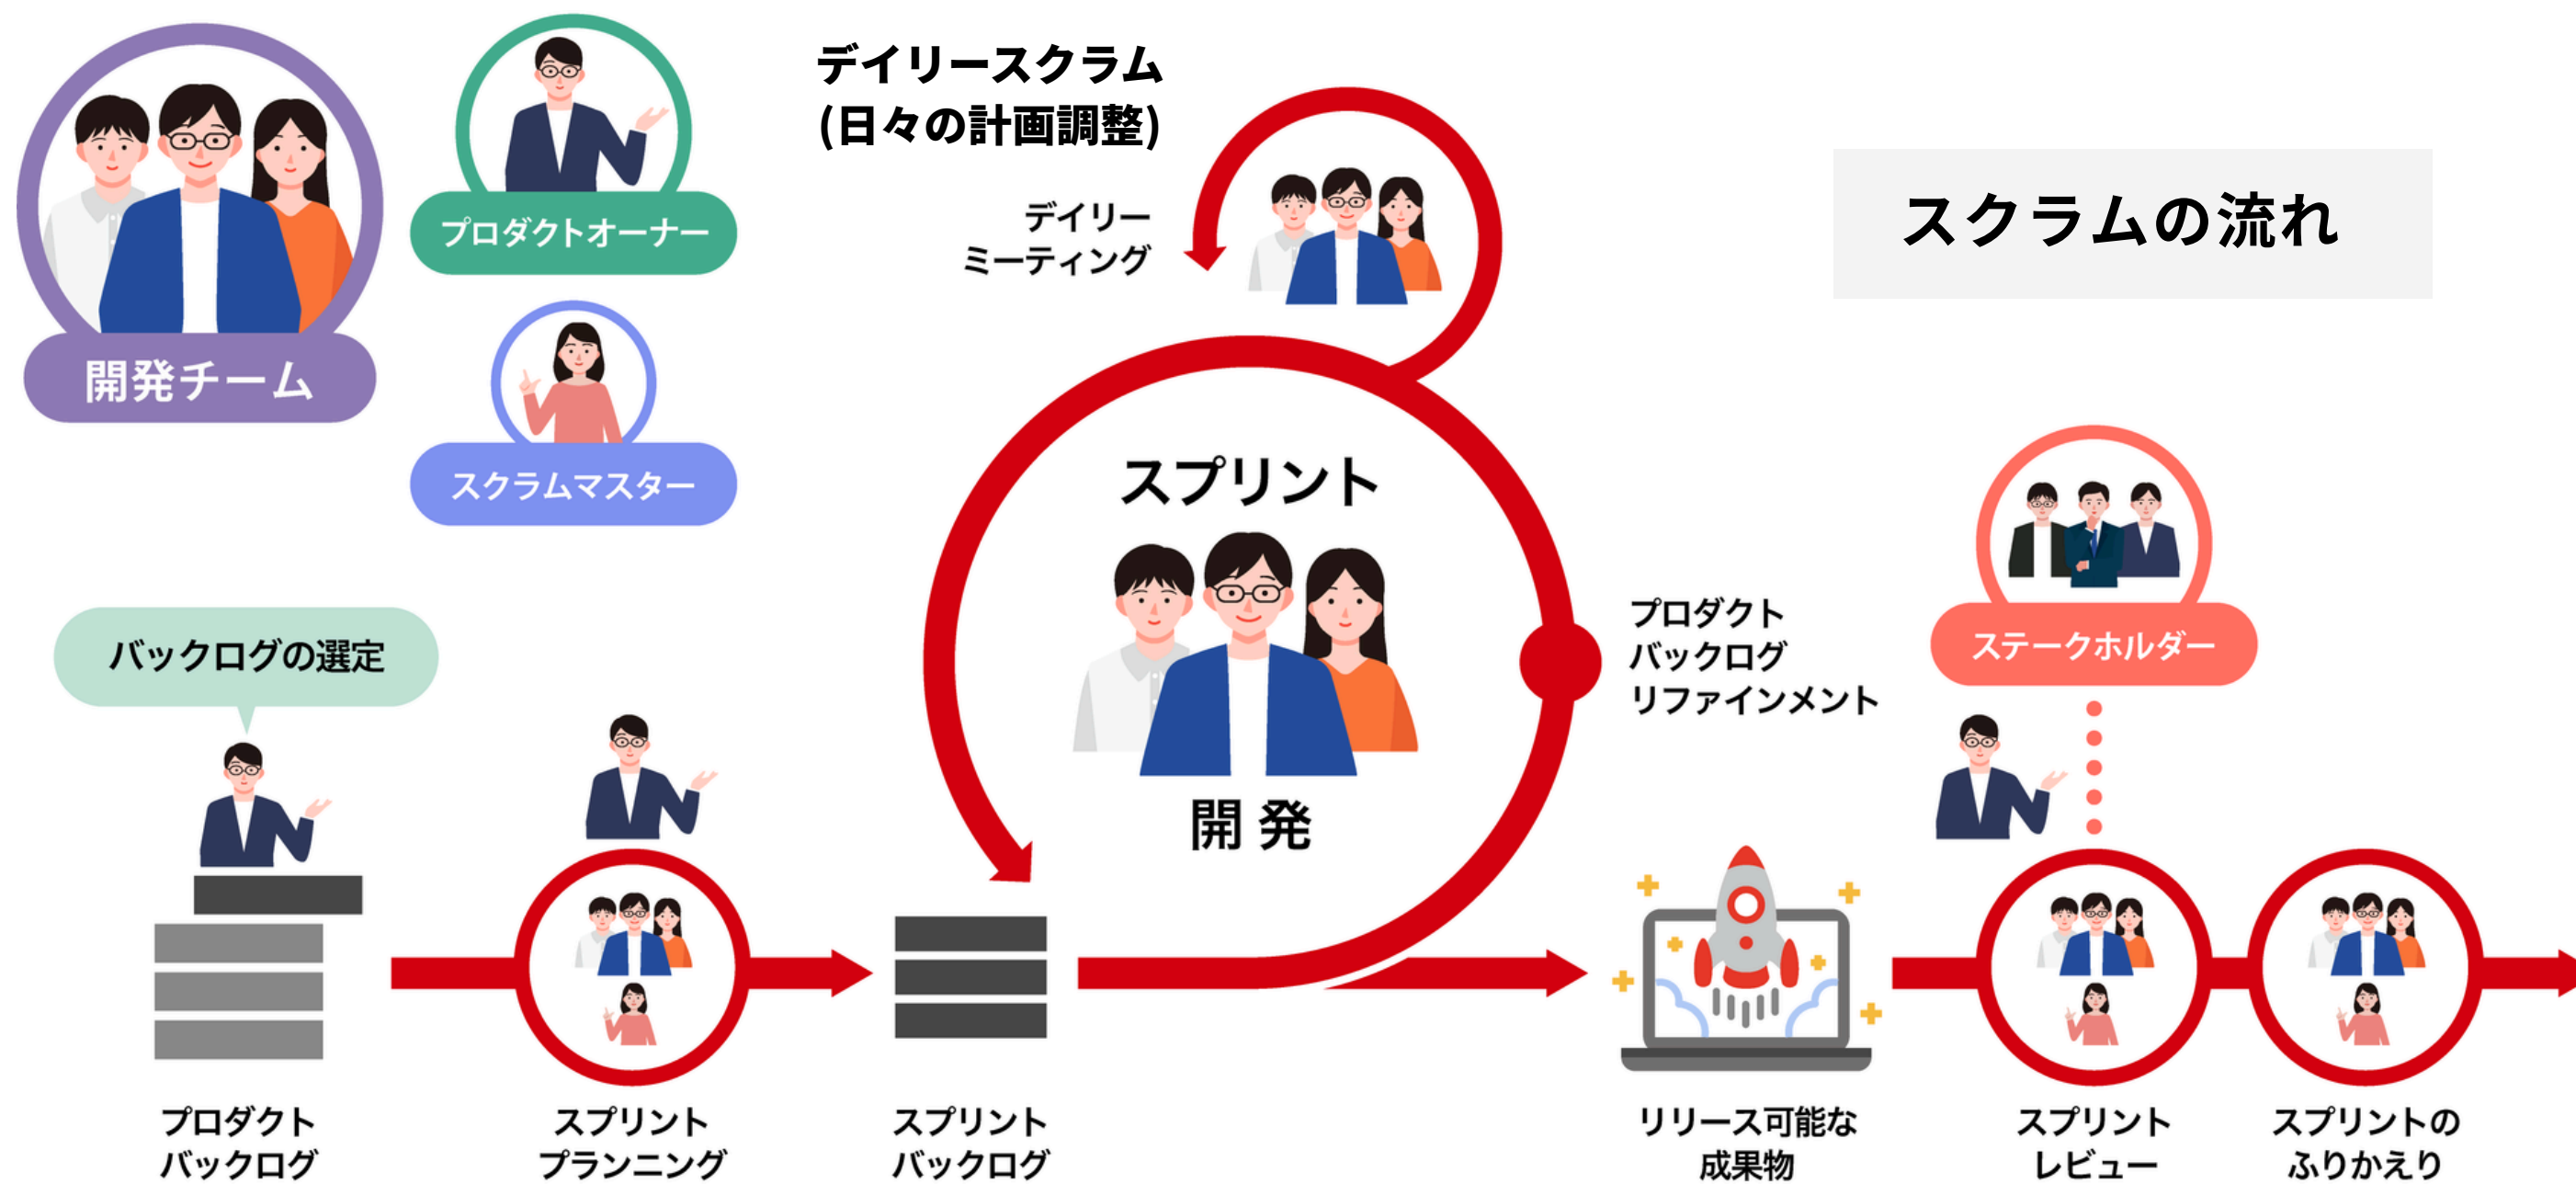 開発チーム
プロダクトオーナー
スクラムマスター
デイリースクラム
(日々の計画調整)
デイリー
ミーティング
スクラムの流れ
スプリント
開発
プロダクト
バックログ
リファインメント
ステークホルダー
バックログの選定
プロダクト
バックログ
スプリント
プランニング
スプリント
バックログ
リリース可能な
成果物
スプリント
レビュー
スプリントの
ふりかえり